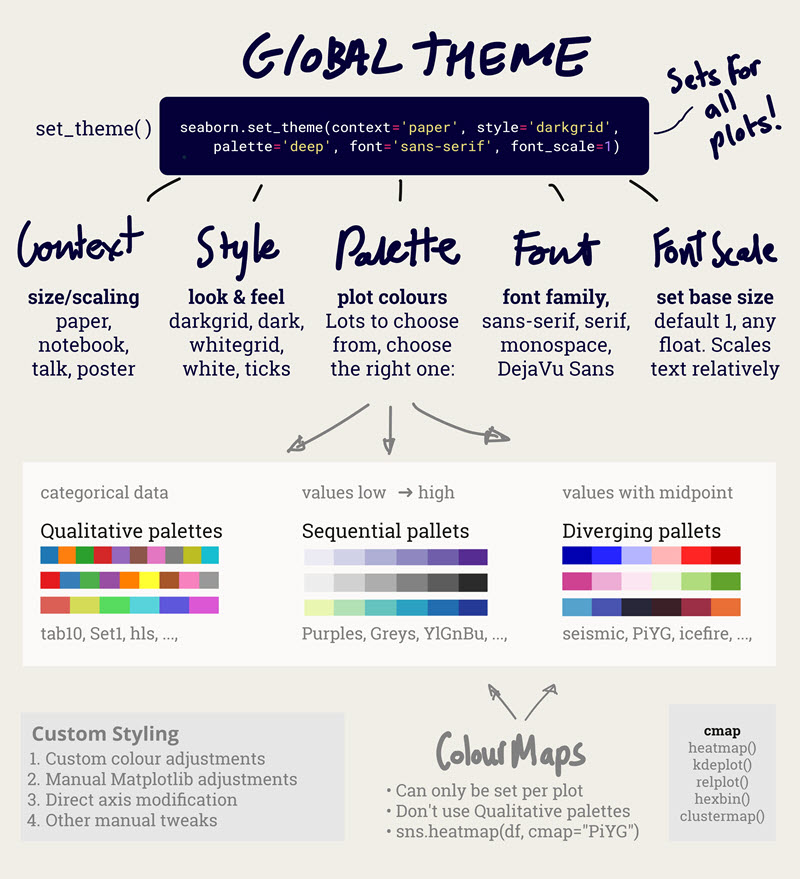 GLOBAL THEME
set_theme()
seaborn.set_theme(context='paper', style='darkgrid',
palette='deep', font='sans-serif', font_scale=1)
Sets for
all
plots!
Context
size/scaling
paper,
notebook,
talk, poster
Style
look & feel
darkgrid, dark,
whitegrid,
white, ticks
Palette
plot colours
Lots to choose
from, choose
the right one:
Font
font family,
sans-serif, serif,
monospace,
DejaVu Sans
Font Scale
set base size
default 1, any
float. Scales
text relatively
categorical data
Qualitative palettes
tab10, Set1, hls, ...,
values low → high
Sequential pallets
Purples, Greys, YlGnBu, ...,
values with midpoint
Diverging pallets
seismic, PiYG, icefire, ...,
Custom Styling
1. Custom colour adjustments
2. Manual Matplotlib adjustments
3. Direct axis modification
4. Other manual tweaks
Colour Maps
• Can only be set per plot
• Don't use Qualitative palettes
• sns.heatmap(df, cmap="PiYG")
cmap
heatmap()
kdeplot()
relplot()
hexbin()
clustermap()